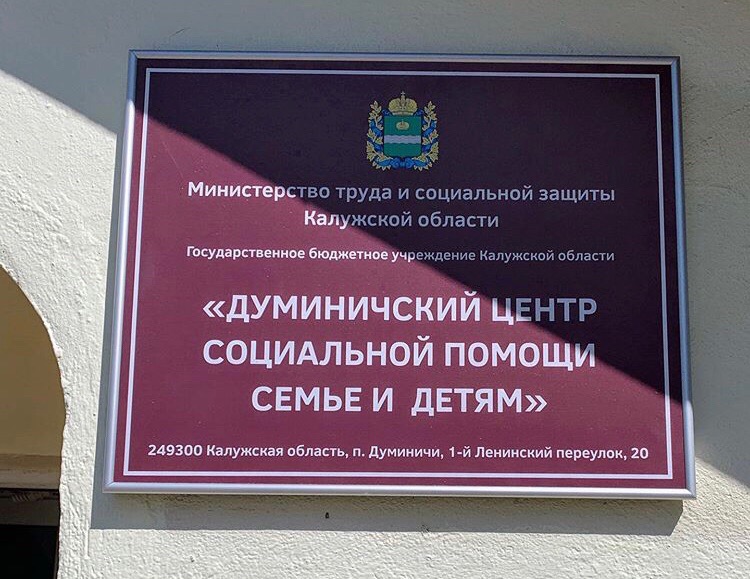 Министерство труда и социальной защиты
Калужской области
Государственное бюджетное учреждение Калужской области
«ДУМИНИЧСКИЙ ЦЕНТР
СОЦИАЛЬНОЙ ПОМОЩИ
СЕМЬЕ И ДЕТЯМ»
249300 Калужская область, п. Думиничи, 1-й Ленинский переулок, 20